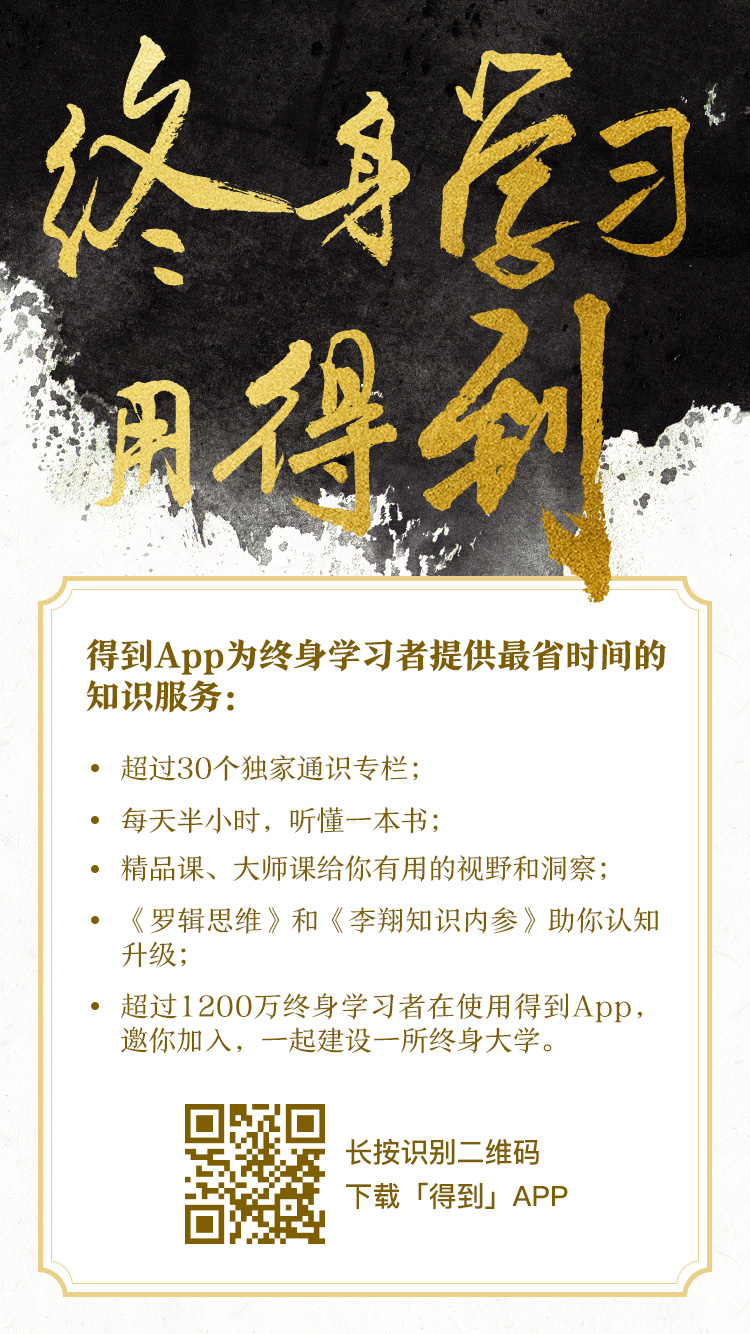 终身学习
用得到
得到App为终身学习者提供最省时间的
知识服务：
• 超过30个独家通识专栏；
• 每天半小时，听懂一本书；
• 精品课、大师课给你有用的视野和洞察；
• 《罗辑思维》和《李翔知识内参》助你认知
升级；
• 超过1200万终身学习者在使用得到App，
邀你加入，一起建设一所终身大学。
长按识别二维码
下载「得到」APP